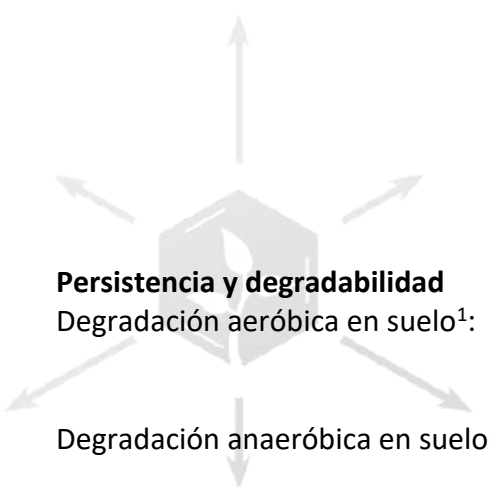 Persistencia y degradabilidad
Degradación aeróbica en suelo¹:
Degradación anaeróbica en suelo